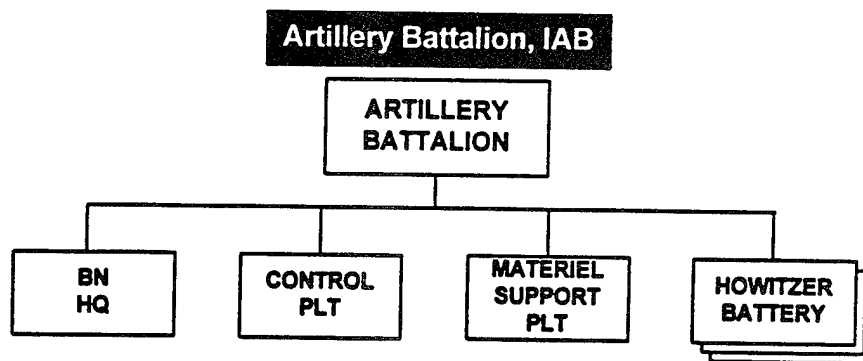 Artillery Battalion, IAB
ARTILLERY
BATTALION
BN
HQ
CONTROL
PLT
MATERIEL
SUPPORT
PLT
HOWITZER
BATTERY